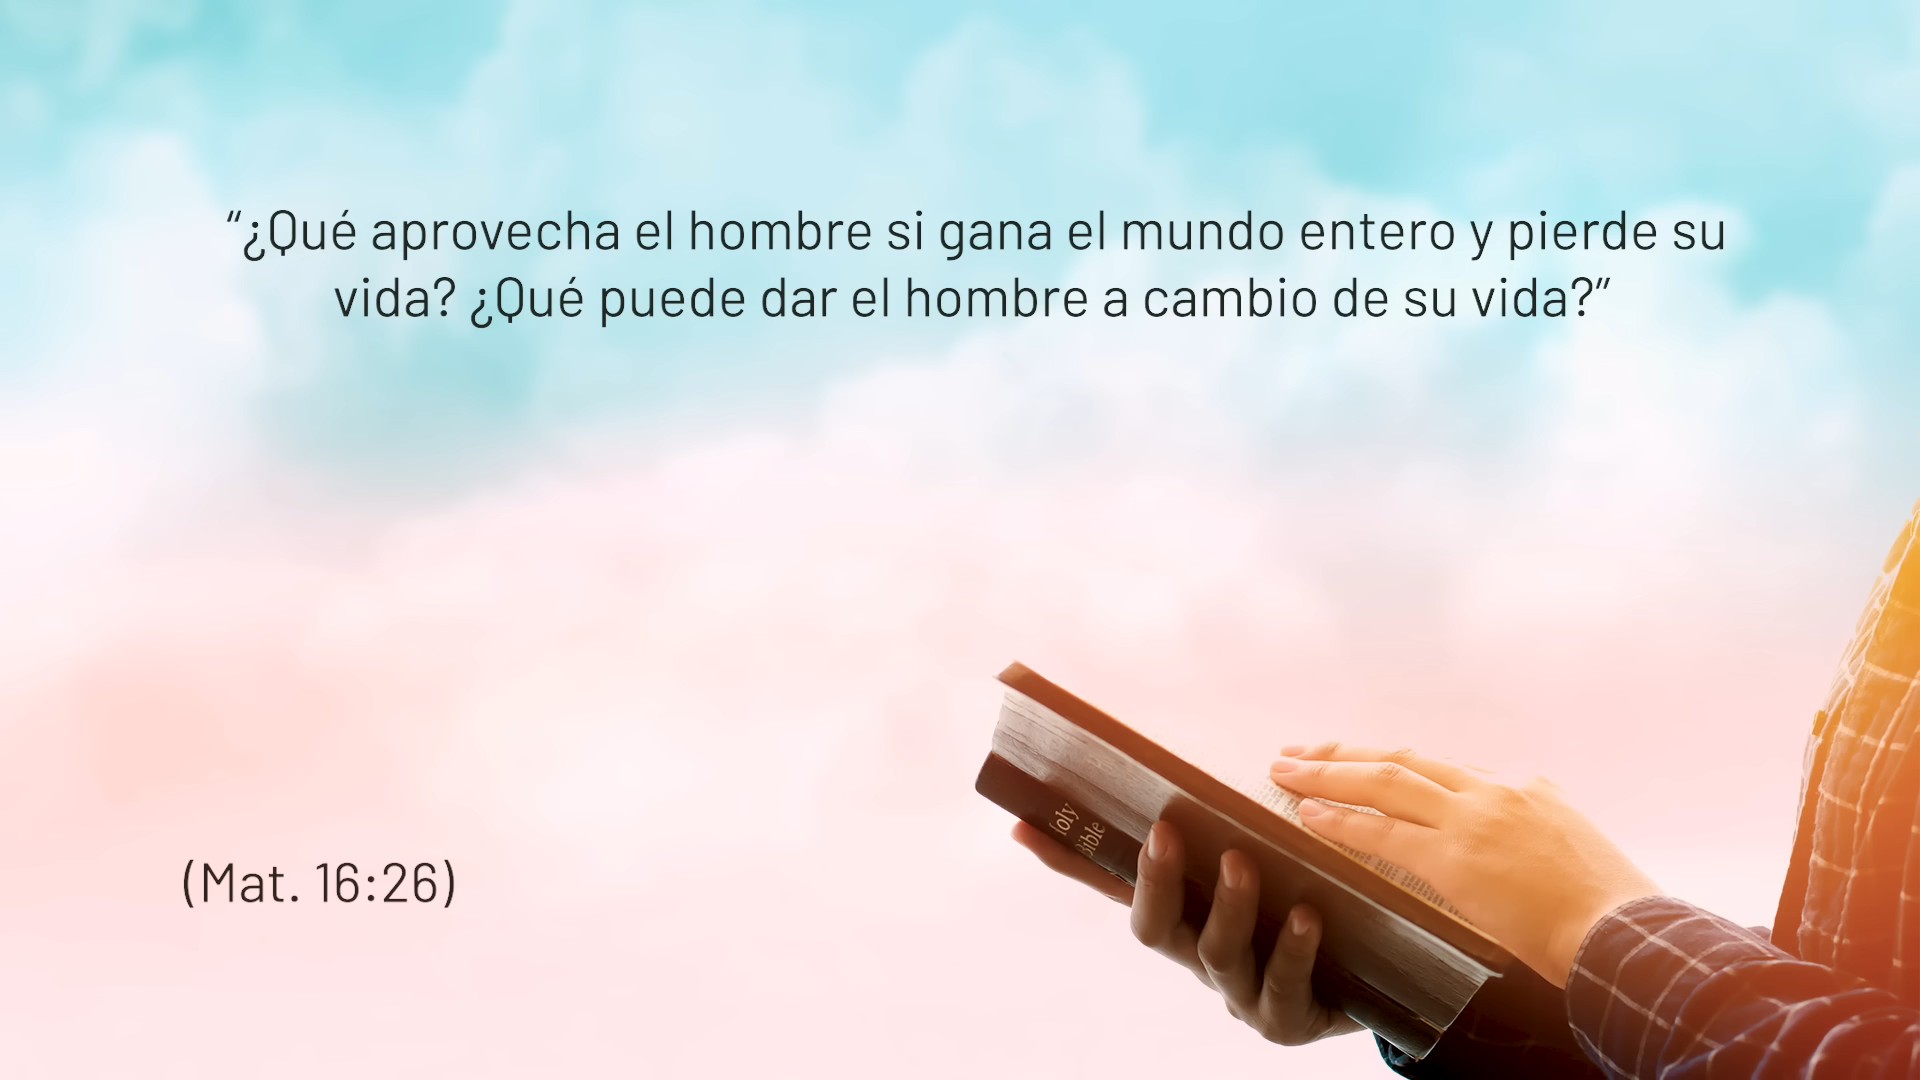 “¿Qué aprovecha el hombre si gana el mundo entero y pierde su
vida? ¿Qué puede dar el hombre a cambio de su vida?”
(Mat. 16:26)
Holy
Bible